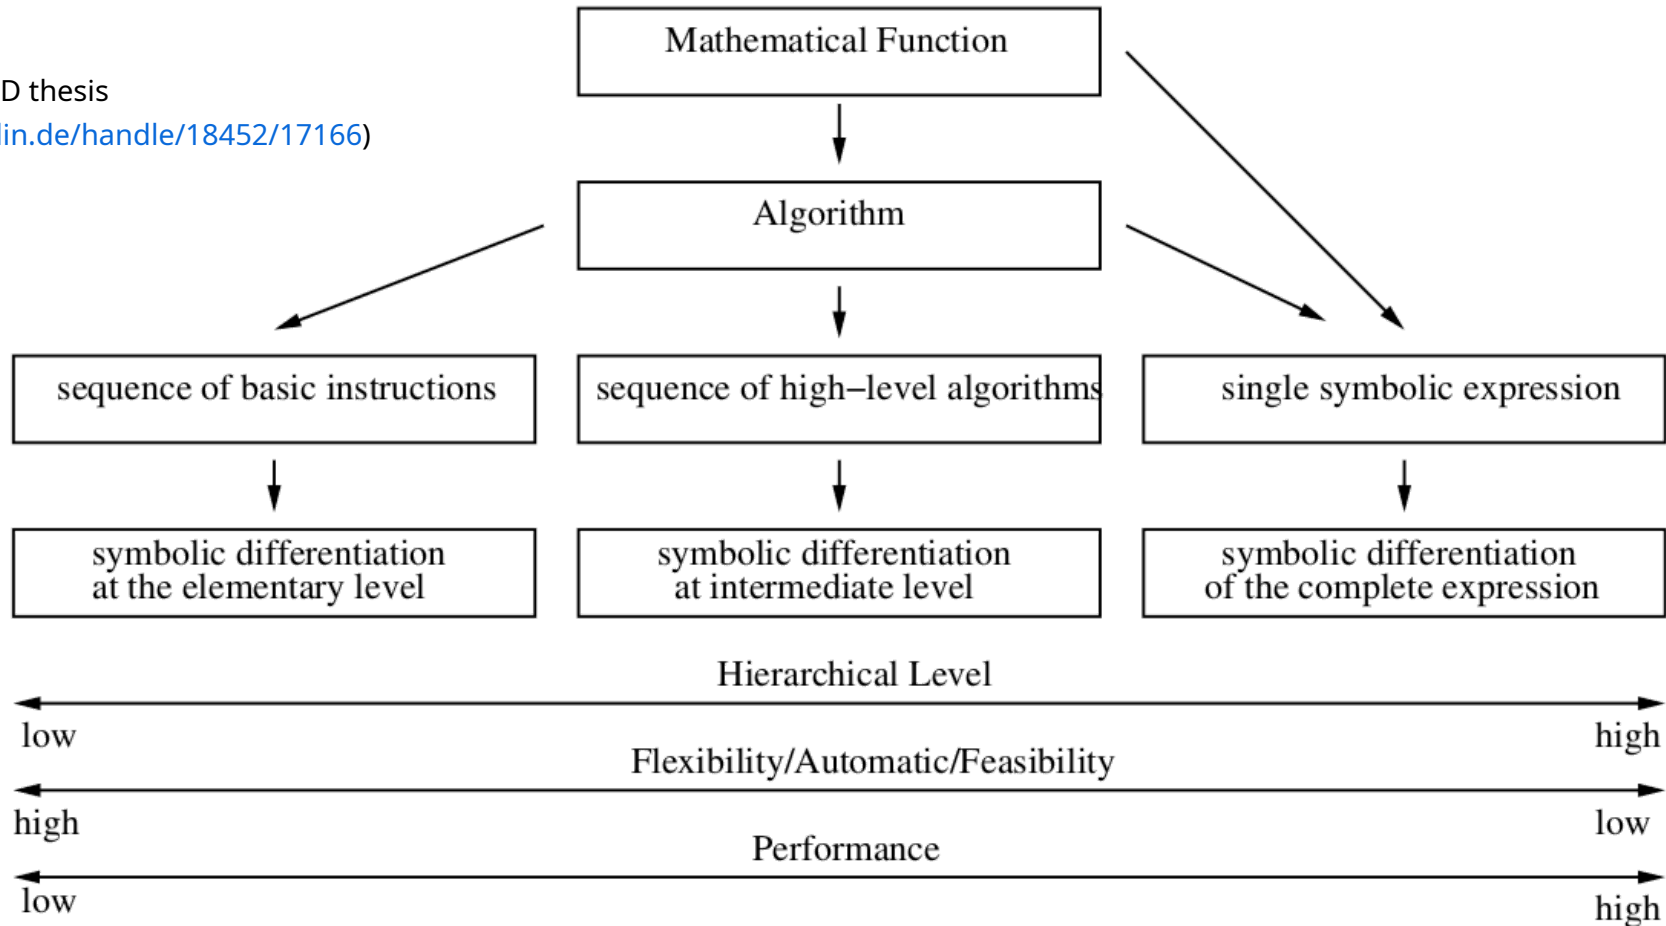 Mathematical Function
D thesis
lin.de/handle/18452/17166)
Algorithm
sequence of basic instructions
sequence of high−level algorithms
single symbolic expression
symbolic differentiation
at the elementary level
symbolic differentiation
at intermediate level
symbolic differentiation
of the complete expression
Hierarchical Level
low
high
Flexibility/Automatic/Feasibility
high
low
Performance
low
high